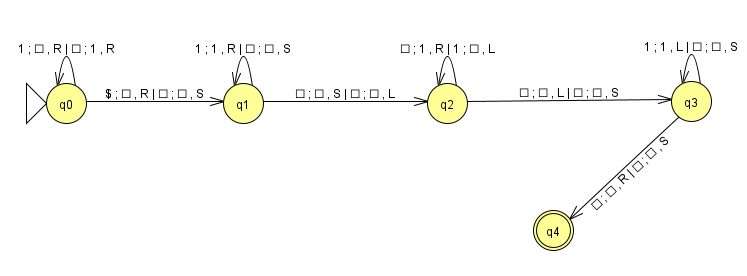 1 ; □ , R | □ ; 1 , R
1 ; 1 , R | □ ; □ , S
□ ; 1 , R | 1 ; □ , L
1 ; 1 , L | □ ; □ , S
q0
$ ; □ , R | □ ; □ , S
q1
□ ; □ , S | □ ; □ , L
q2
□ ; □ , L | □ ; □ , S
q3
□ ; □ , R | □ ; □ , S
q4